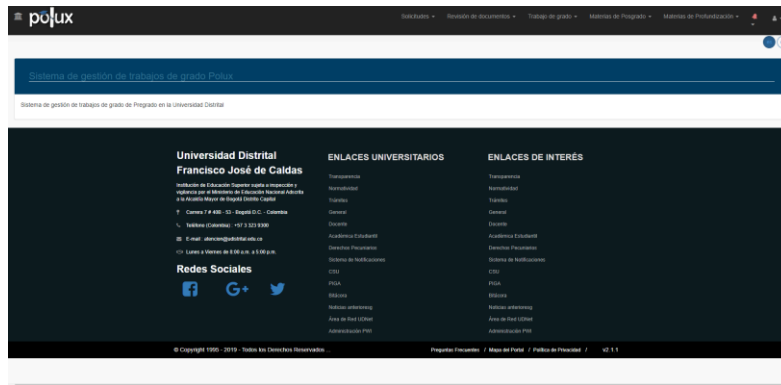 polux
Solicitudes Revisión de documentos Trabajo de grado Materias de Posgrado Materias de Profundización
Sistema de gestión de trabajos de grado Polux
Sistema de gestión de trabajos de grado de Pregrado en la Universidad Distrital
Universidad Distrital
Francisco José de Caldas
Institución de Educación Superior sujeta a inspección y
vigilancia por el Ministerio de Educación Nacional Adscrita
a la Alcaldía Mayor de Bogotá Distrito Capital
Carrera 7 # 40B - 53 - Bogotá D.C. - Colombia
Teléfono (Colombia) : +57 3 323 9300
E-mail : atencion@udistrital.edu.co
Lunes a Viernes de 8:00 a.m. a 5:00 p.m.
Redes Sociales
G+
ENLACES UNIVERSITARIOS
Transparencia
Normatividad
Trámites
General
Docente
Académica Estudiantil
Derechos Pecuniarios
Sistema de Notificaciones
CSU
PIGA
Bitácora
Noticias anteriores
Área de Red UDNet
Administración PWI
ENLACES DE INTERÉS
Transparencia
Normatividad
Trámites
General
Docente
Académica Estudiantil
Derechos Pecuniarios
Sistema de Notificaciones
CSU
PIGA
Bitácora
Noticias anteriores
Área de Red UDNet
Administración PWI
© Copyright 1995 - 2019 - Todos los Derechos Reservados ...
Preguntas Frecuentes / Mapa del Portal / Política de Privacidad / v2.1.1